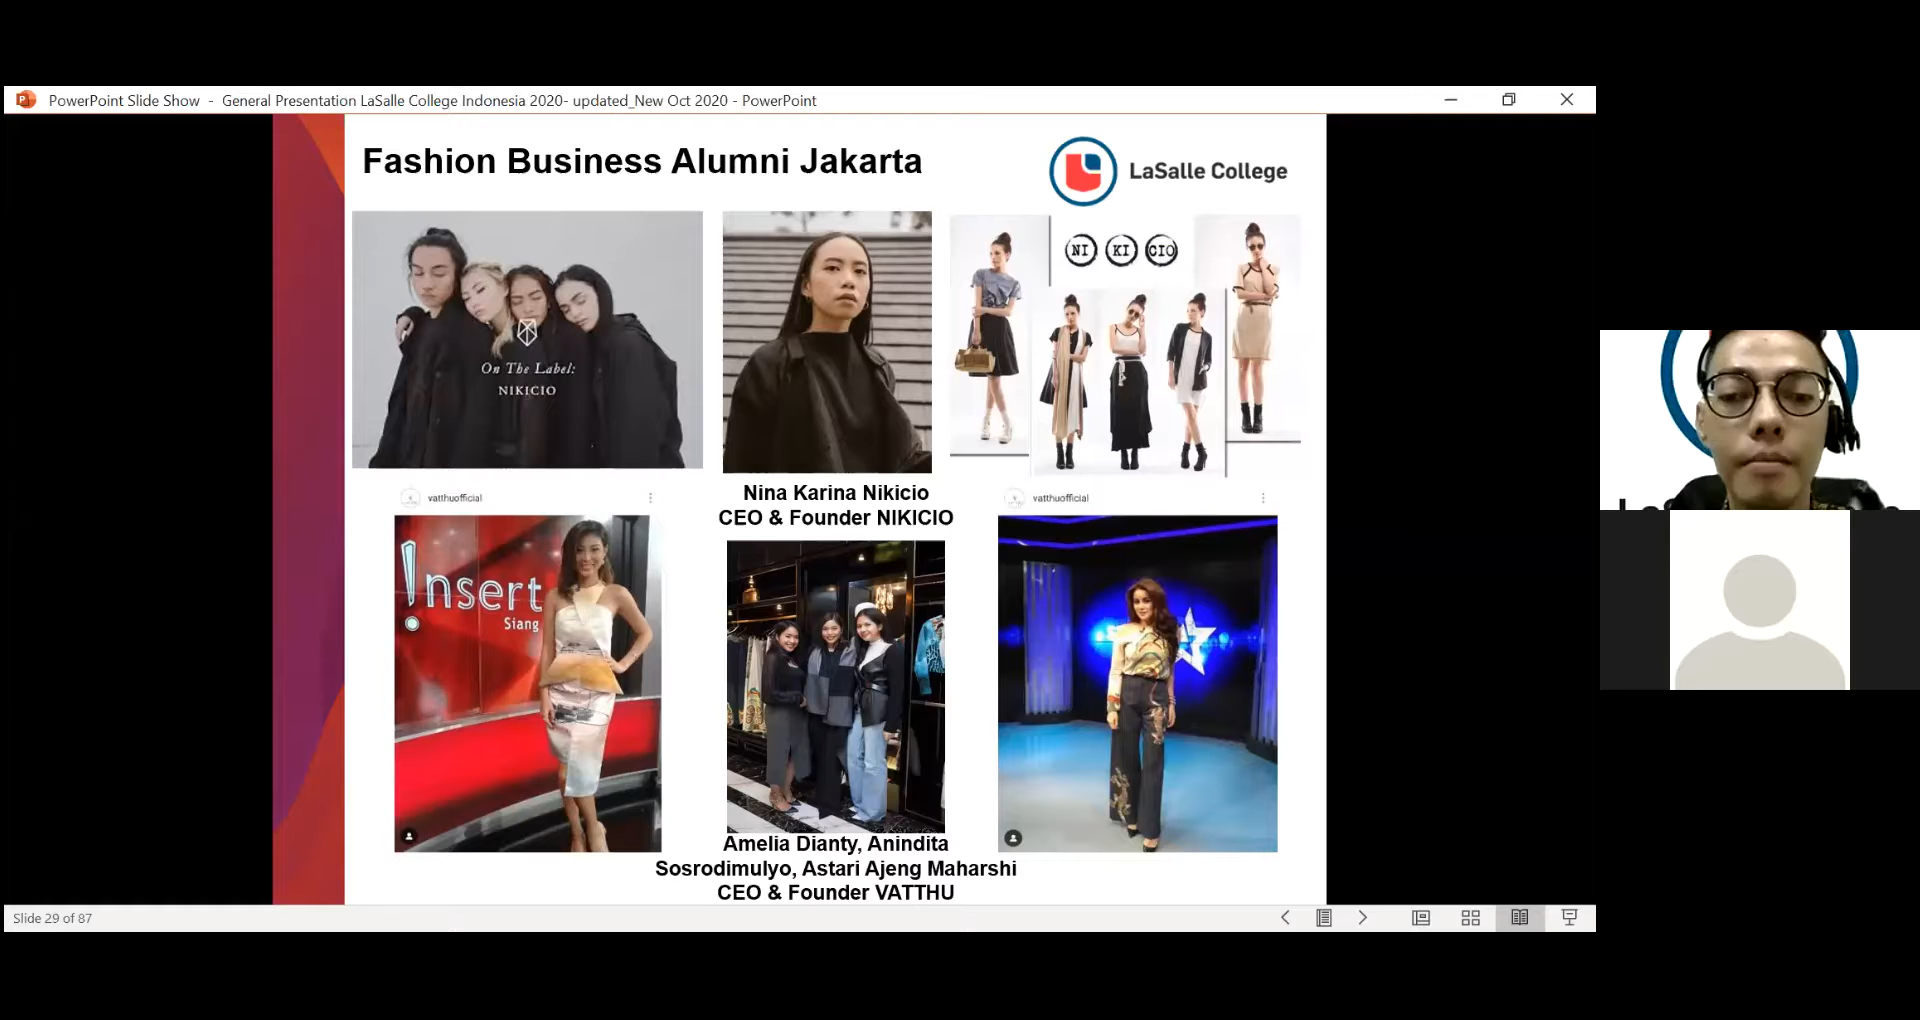 PowerPoint Slide Show - General Presentation LaSalle College Indonesia 2020- updated_New Oct 2020 - PowerPoint
Fashion Business Alumni Jakarta
LaSalle College
On The Label:
NIKICIO
NI KI CIO
Nina Karina Nikicio
CEO & Founder NIKICIO
vatthuofficial
vatthuofficial
Insert
Siang
Amelia Dianty, Anindita
Sosrodimulyo, Astari Ajeng Maharshi
CEO & Founder VATTHU
Slide 29 of 87